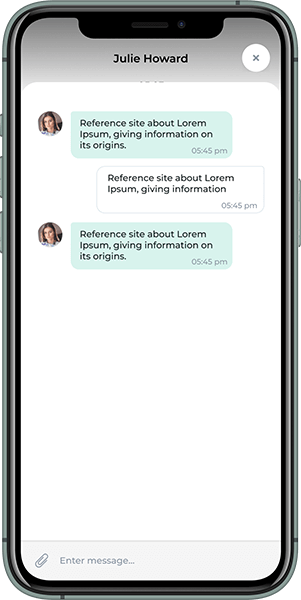 Julie Howard
Reference site about Lorem
Ipsum, giving information on
its origins.
05:45 pm
Reference site about Lorem
Ipsum, giving information
05:45 pm
Reference site about Lorem
Ipsum, giving information on
its origins.
05:45 pm
Enter message...